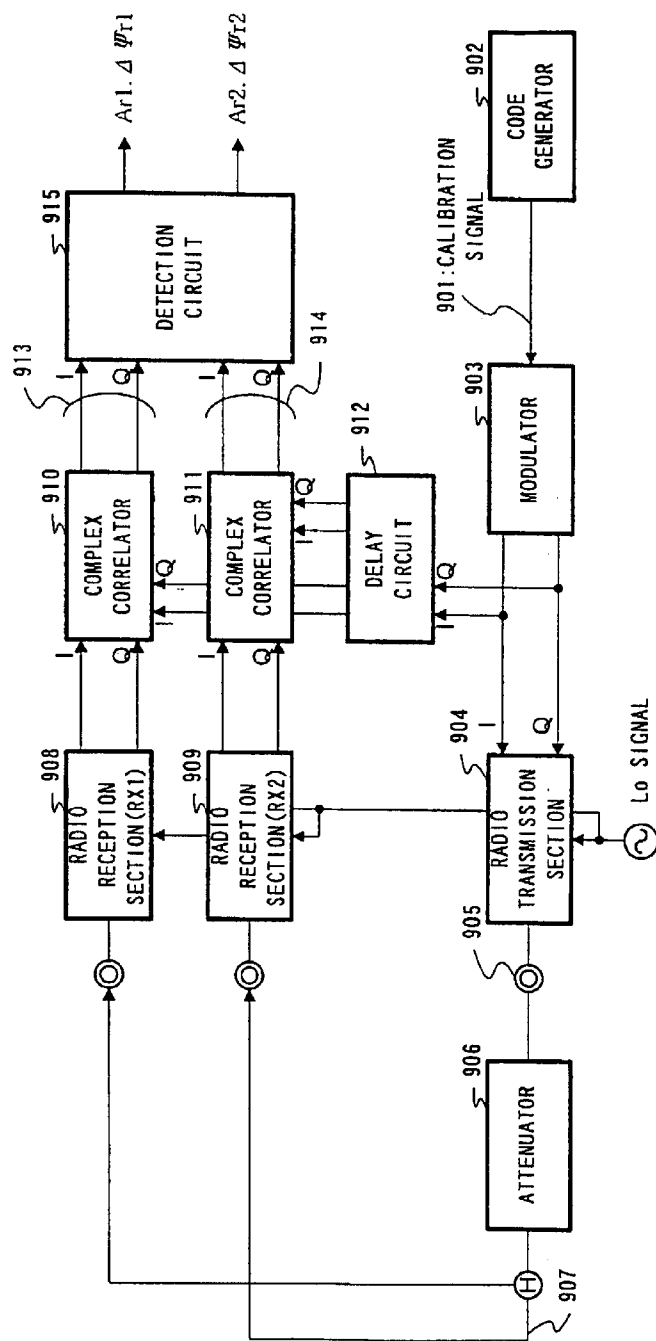 908
RADIO
RECEPTION
SECTION(RX1)
I
Q
910
COMPLEX
CORRELATOR
I
Q
913
I
Q
915
DETECTION
CIRCUIT
Ar1. Δ Ψr1
Ar2. Δ Ψr2
909
RADIO
RECEPTION
SECTION(RX2)
I
Q
911
COMPLEX
CORRELATOR
I
Q
I
Q
914
912
DELAY
CIRCUIT
I
Q
907
H
906
ATTENUATOR
905
904
RADIO
TRANSMISSION
SECTION
Lo SIGNAL
I
Q
903
MODULATOR
901:CALIBRATION
SIGNAL
902
CODE
GENERATOR